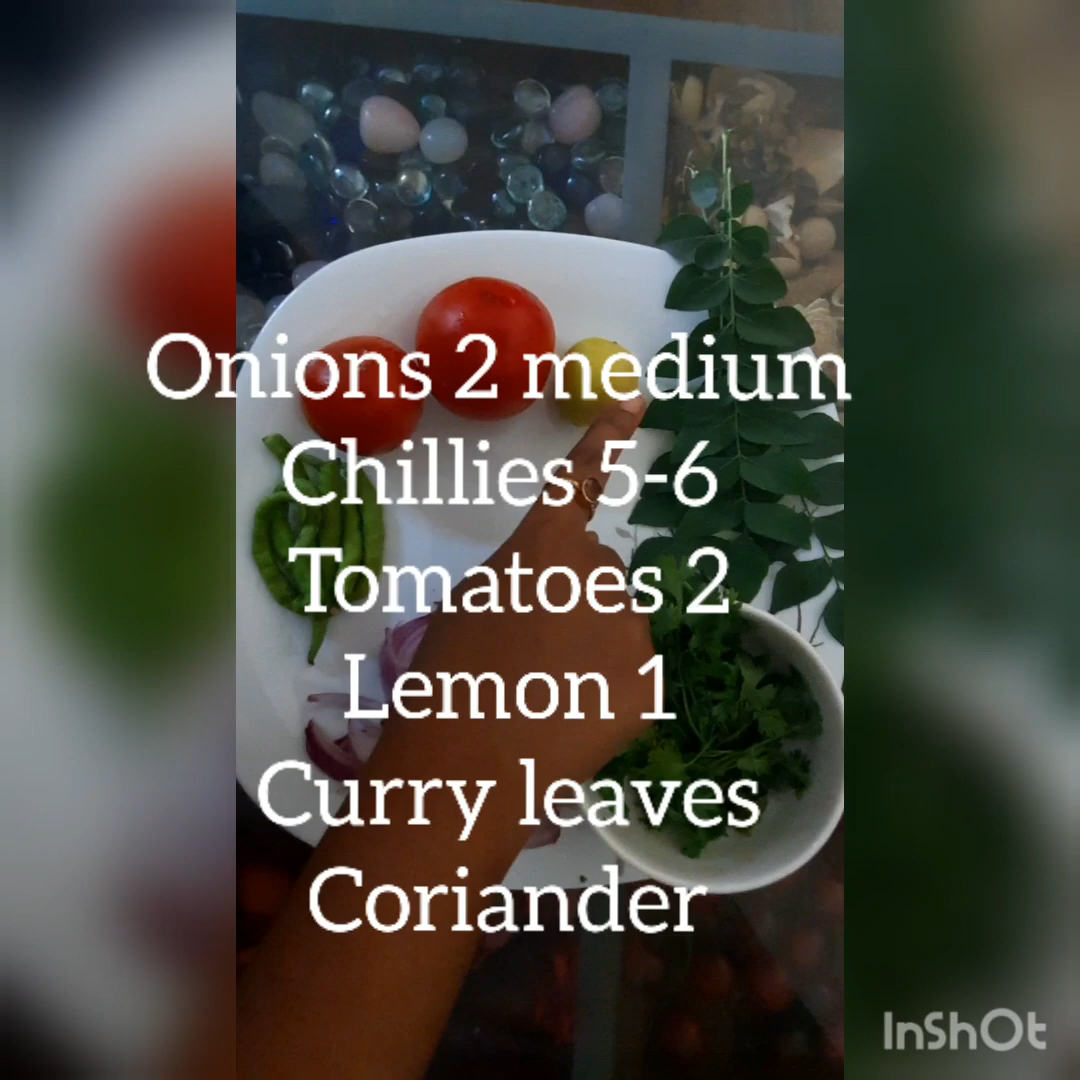 Onions 2 medium
Chillies 5-6
Tomatoes 2
Lemon 1
Curry leaves
Coriander
InShOt